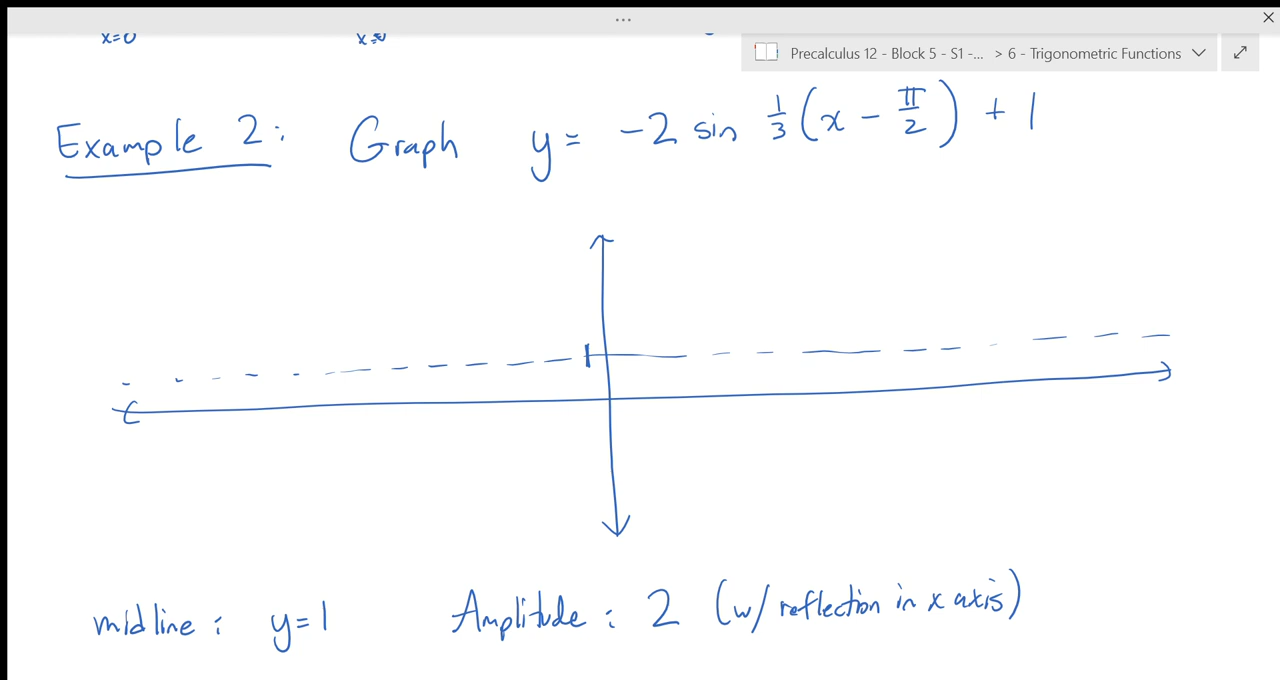 x=0 x=0
Precalculus 12 - Block 5 - S1 -... > 6 - Trigonometric Functions
Example 2: Graph y = -2 sin 1/3 (x - π/2) + 1
midline: y=1 Amplitude: 2 (w/ reflection in x axis)